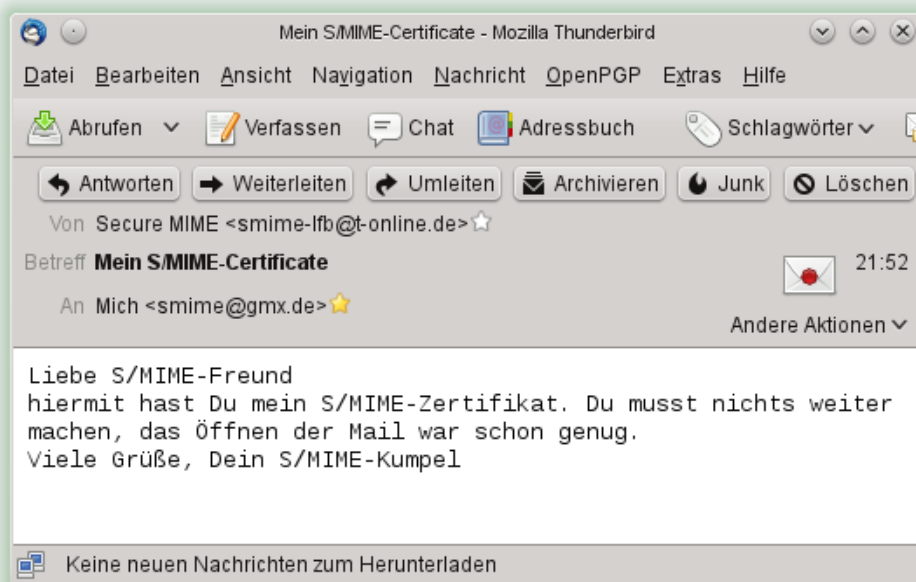 Mein S/MIME-Certificate - Mozilla Thunderbird
Datei Bearbeiten Ansicht Navigation Nachricht OpenPGP Extras Hilfe
Abrufen Verfassen Chat Adressbuch Schlagwörter
Antworten Weiterleiten Umleiten Archivieren Junk Löschen
Von Secure MIME <smime-lfb@t-online.de>
Betreff Mein S/MIME-Certificate 21:52
An Mich <smime@gmx.de>
Andere Aktionen
Liebe S/MIME-Freund
hiermit hast Du mein S/MIME-Zertifikat. Du musst nichts weiter
machen, das Öffnen der Mail war schon genug.
Viele Grüße, Dein S/MIME-Kumpel
Keine neuen Nachrichten zum Herunterladen